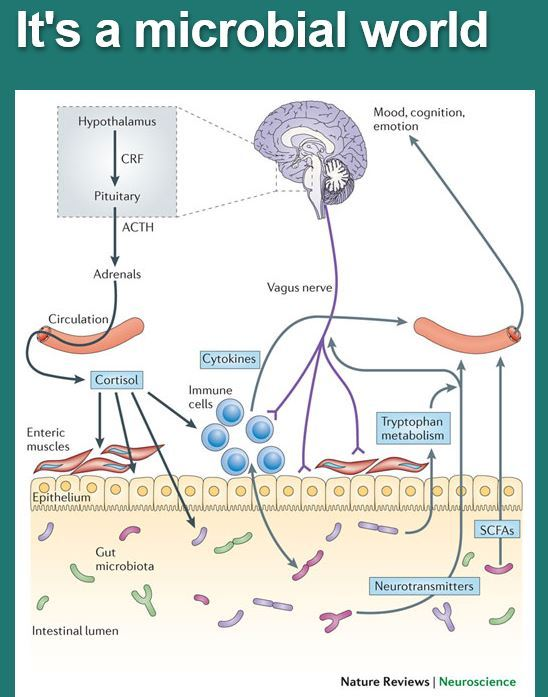 It's a microbial world
Hypothalamus
CRF
Pituitary
ACTH
Adrenals
Mood, cognition,
emotion
Vagus nerve
Circulation
Cytokines
Cortisol
Immune
cells
Tryptophan
metabolism
Enteric
muscles
Epithelium
SCFAs
Gut
microbiota
Neurotransmitters
Intestinal lumen
Nature Reviews | Neuroscience